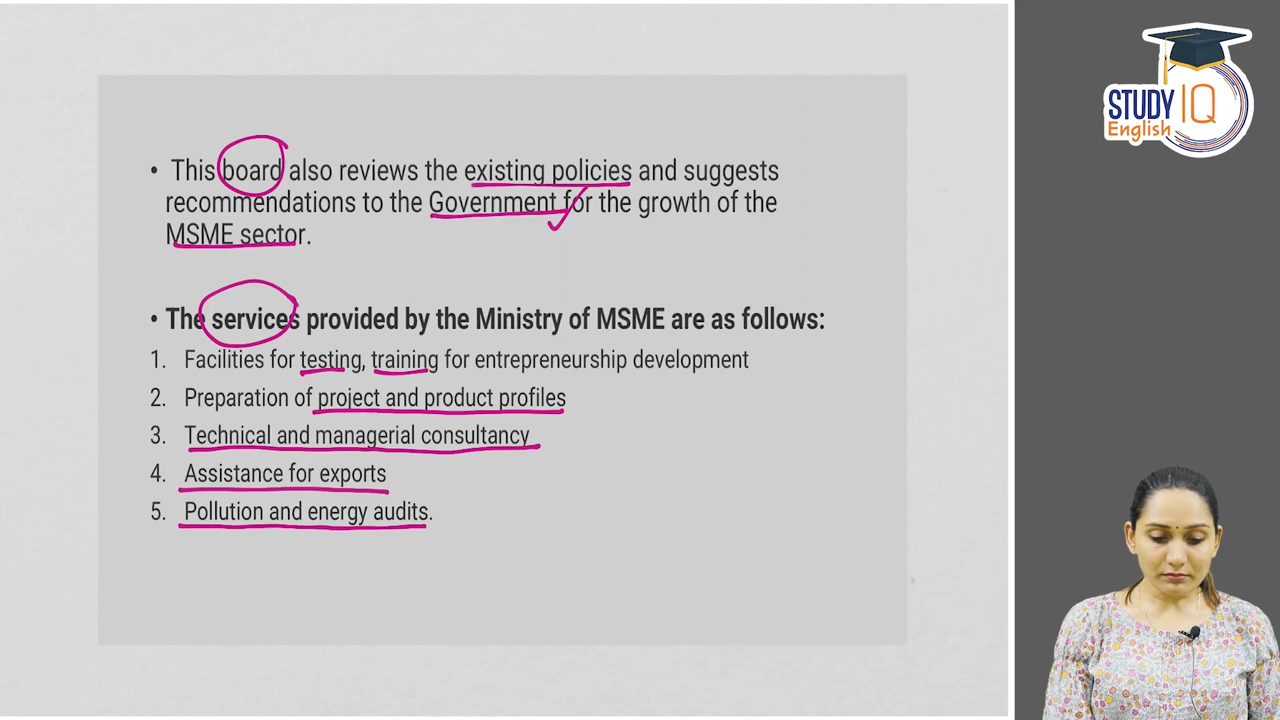 • This board also reviews the existing policies and suggests
recommendations to the Government for the growth of the
MSME sector.
• The services provided by the Ministry of MSME are as follows:
1. Facilities for testing, training for entrepreneurship development
2. Preparation of project and product profiles
3. Technical and managerial consultancy
4. Assistance for exports
5. Pollution and energy audits.
STUDY IQ
English